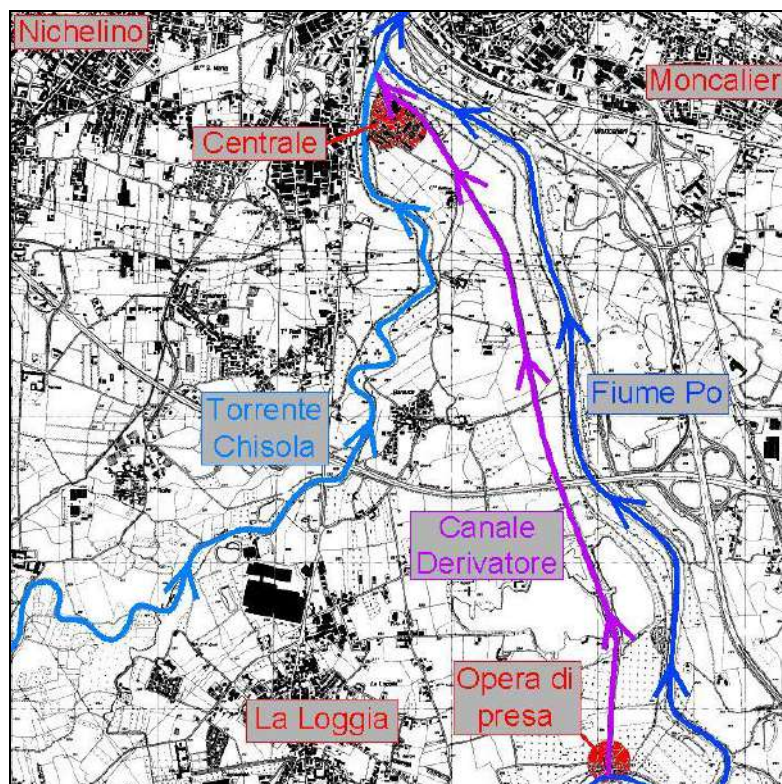 Nichelino
Moncalier
Centrale
Torrente
Chisola
Fiume Po
Canale
Derivatore
Opera di
presa
La Loggia